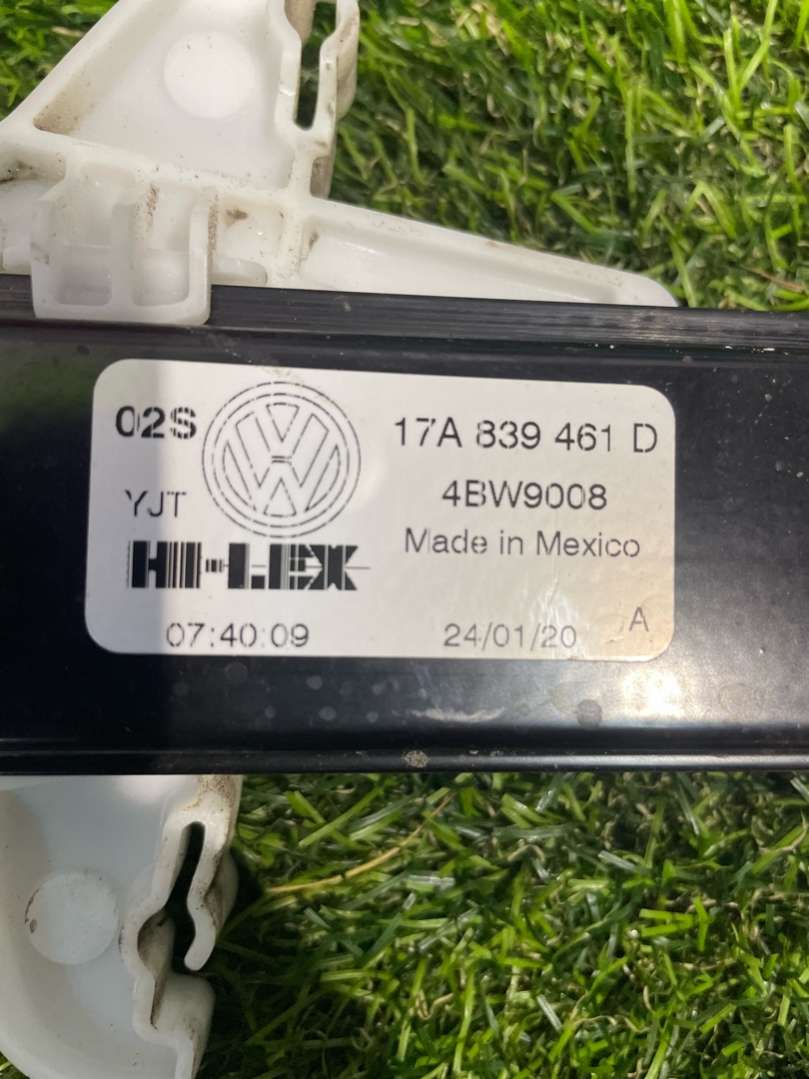 02S
17A 839 461 D
YJT
4BW9008
HI-LEX
Made in Mexico
07:40:09
24/01/20
A